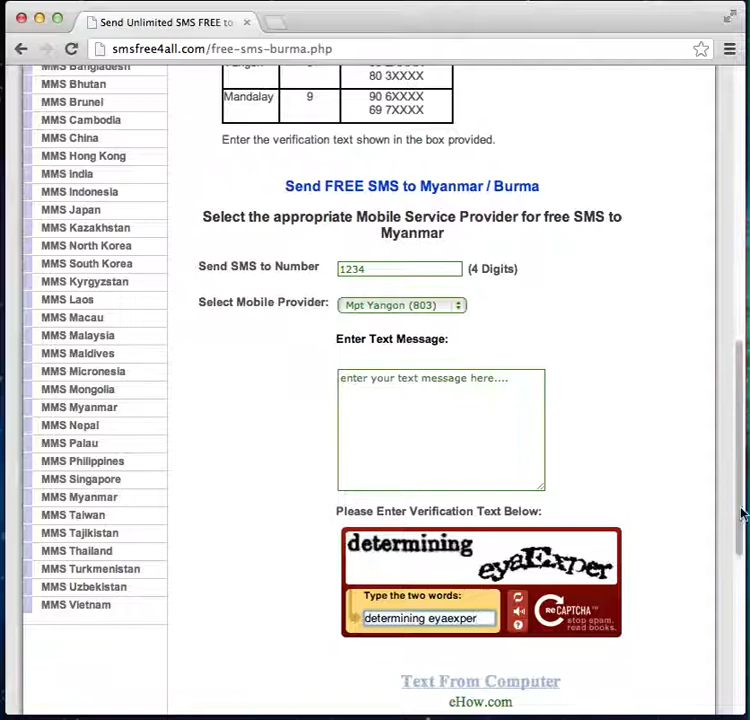 Send Unlimited SMS FREE to
smsfree4all.com/free-sms-burma.php
MMS Bangladesh
MMS Bhutan
MMS Brunei
MMS Cambodia
MMS China
MMS Hong Kong
MMS India
MMS Indonesia
MMS Japan
MMS Kazakhstan
MMS North Korea
MMS South Korea
MMS Kyrgyzstan
MMS Laos
MMS Macau
MMS Malaysia
MMS Maldives
MMS Micronesia
MMS Mongolia
MMS Myanmar
MMS Nepal
MMS Palau
MMS Philippines
MMS Singapore
MMS Myanmar
MMS Taiwan
MMS Tajikistan
MMS Thailand
MMS Turkmenistan
MMS Uzbekistan
MMS Vietnam
80 3XXXX
Mandalay 9 90 6XXXX
69 7XXXX
Enter the verification text shown in the box provided.
Send FREE SMS to Myanmar / Burma
Select the appropriate Mobile Service Provider for free SMS to
Myanmar
Send SMS to Number 1234 (4 Digits)
Select Mobile Provider: Mpt Yangon (803)
Enter Text Message:
enter your text message here....
Please Enter Verification Text Below:
determining eyaExper
Type the two words:
determining eyaexper
reCAPTCHA™
stop spam.
read books.
Text From Computer
eHow.com